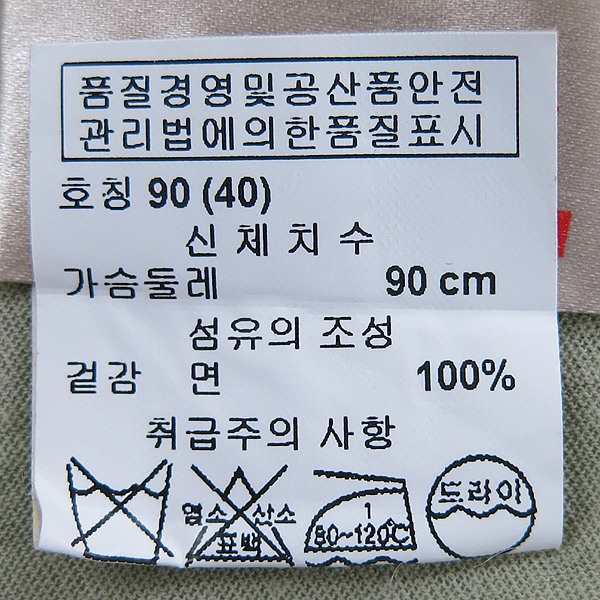 품질경영및공산품안전
관리법에의한품질표시
호칭 90 (40)
신 체 치 수
가슴둘레 90 cm
섬유의 조성
겉감 면 100%
취급주의 사항
염소 산소
표백
1
80~120℃
드라이